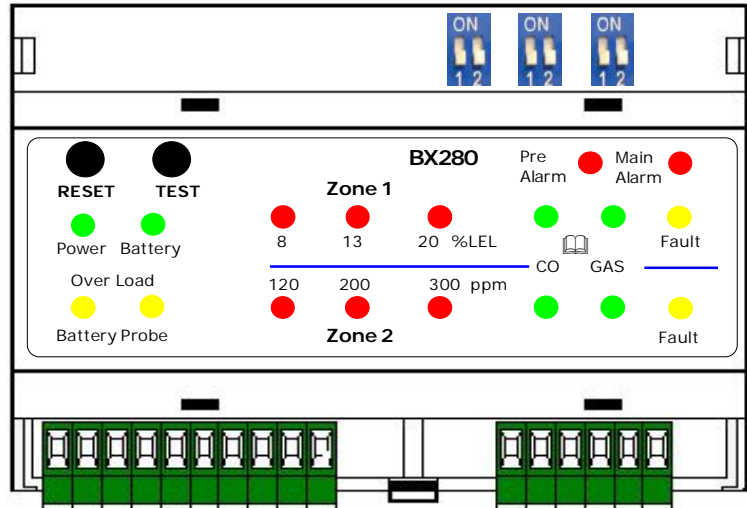 ON ON ON
1 2 1 2 1 2
BX280
Pre Alarm
Main Alarm
RESET TEST
Zone 1
Power Battery
8 13 20 %LEL
Fault
CO GAS
Over Load
120 200 300 ppm
Battery Probe
Zone 2
Fault